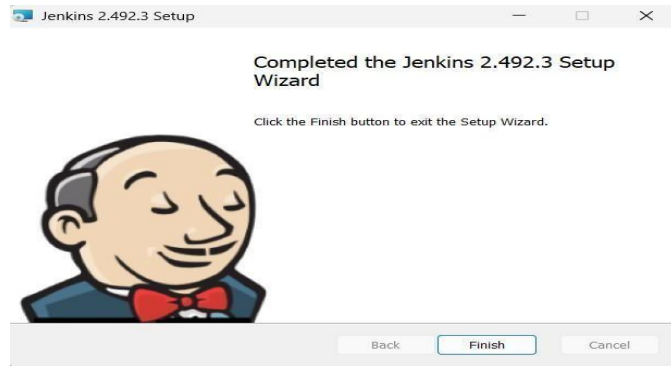 Jenkins 2.492.3 Setup
Completed the Jenkins 2.492.3 Setup
Wizard
Click the Finish button to exit the Setup Wizard.
Back Finish Cancel